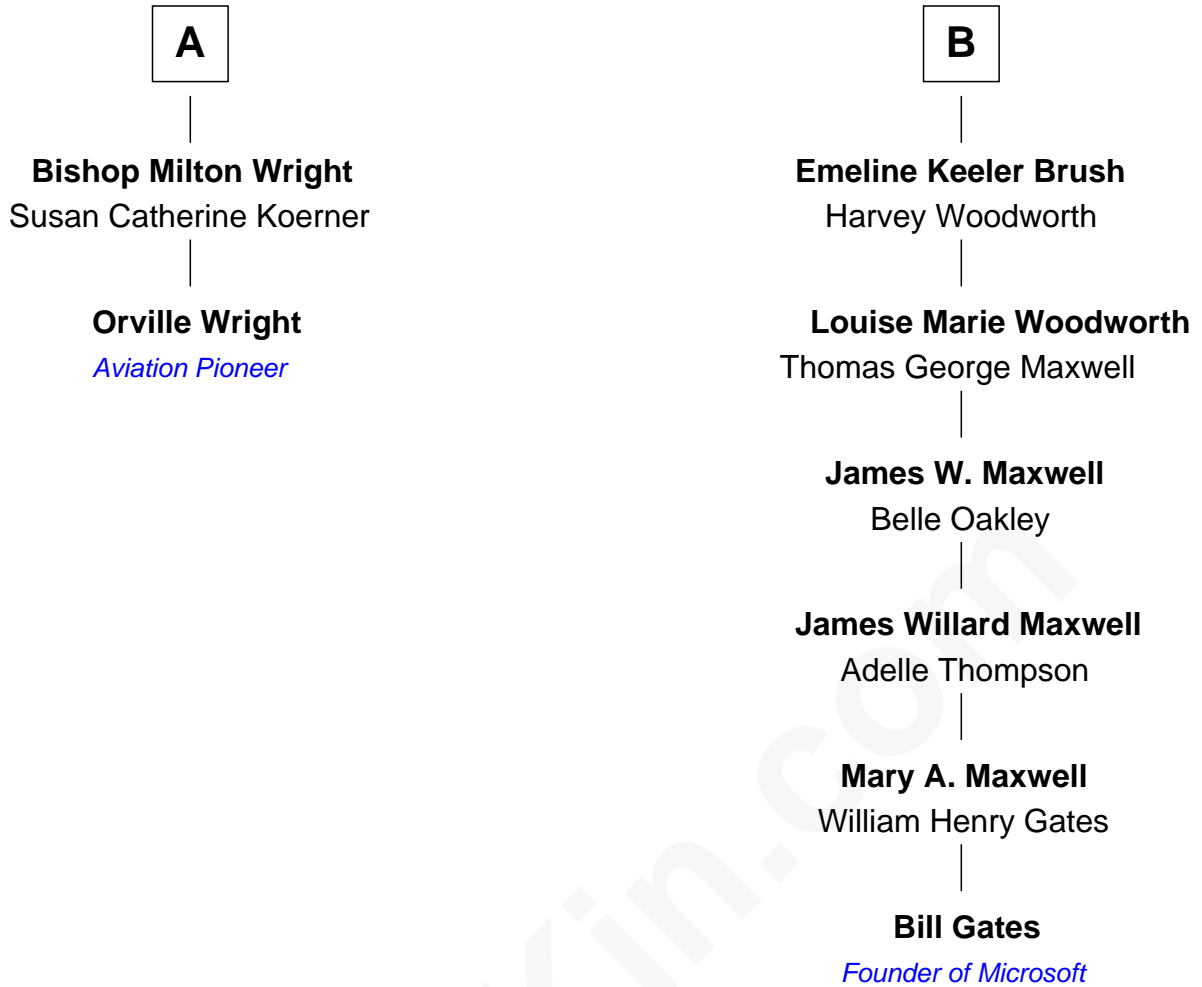 A
Bishop Milton Wright
Susan Catherine Koerner
Orville Wright
Aviation Pioneer
B
Emeline Keeler Brush
Harvey Woodworth
Louise Marie Woodworth
Thomas George Maxwell
James W. Maxwell
Belle Oakley
James Willard Maxwell
Adelle Thompson
Mary A. Maxwell
William Henry Gates
Bill Gates
Founder of Microsoft
Kin.com